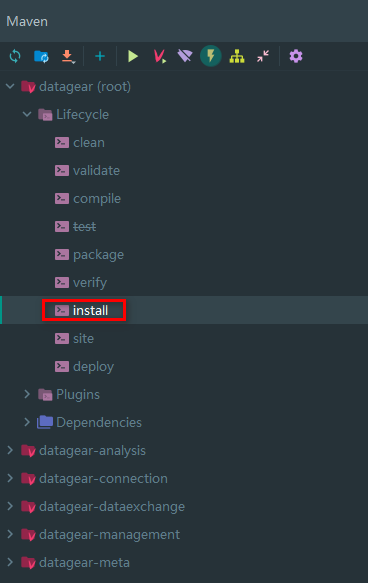 Maven
datagear (root)
Lifecycle
clean
validate
compile
test
package
verify
install
site
deploy
Plugins
Dependencies
datagear-analysis
datagear-connection
datagear-dataexchange
datagear-management
datagear-meta